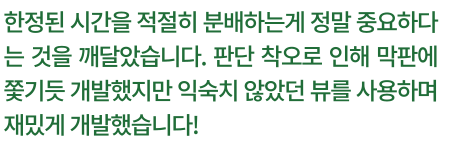 한정된 시간을 적절히 분배하는게 정말 중요하다
는 것을 깨달았습니다. 판단 착오로 인해 막판에
쫓기듯 개발했지만 익숙치 않았던 뷰를 사용하며
재밌게 개발했습니다!